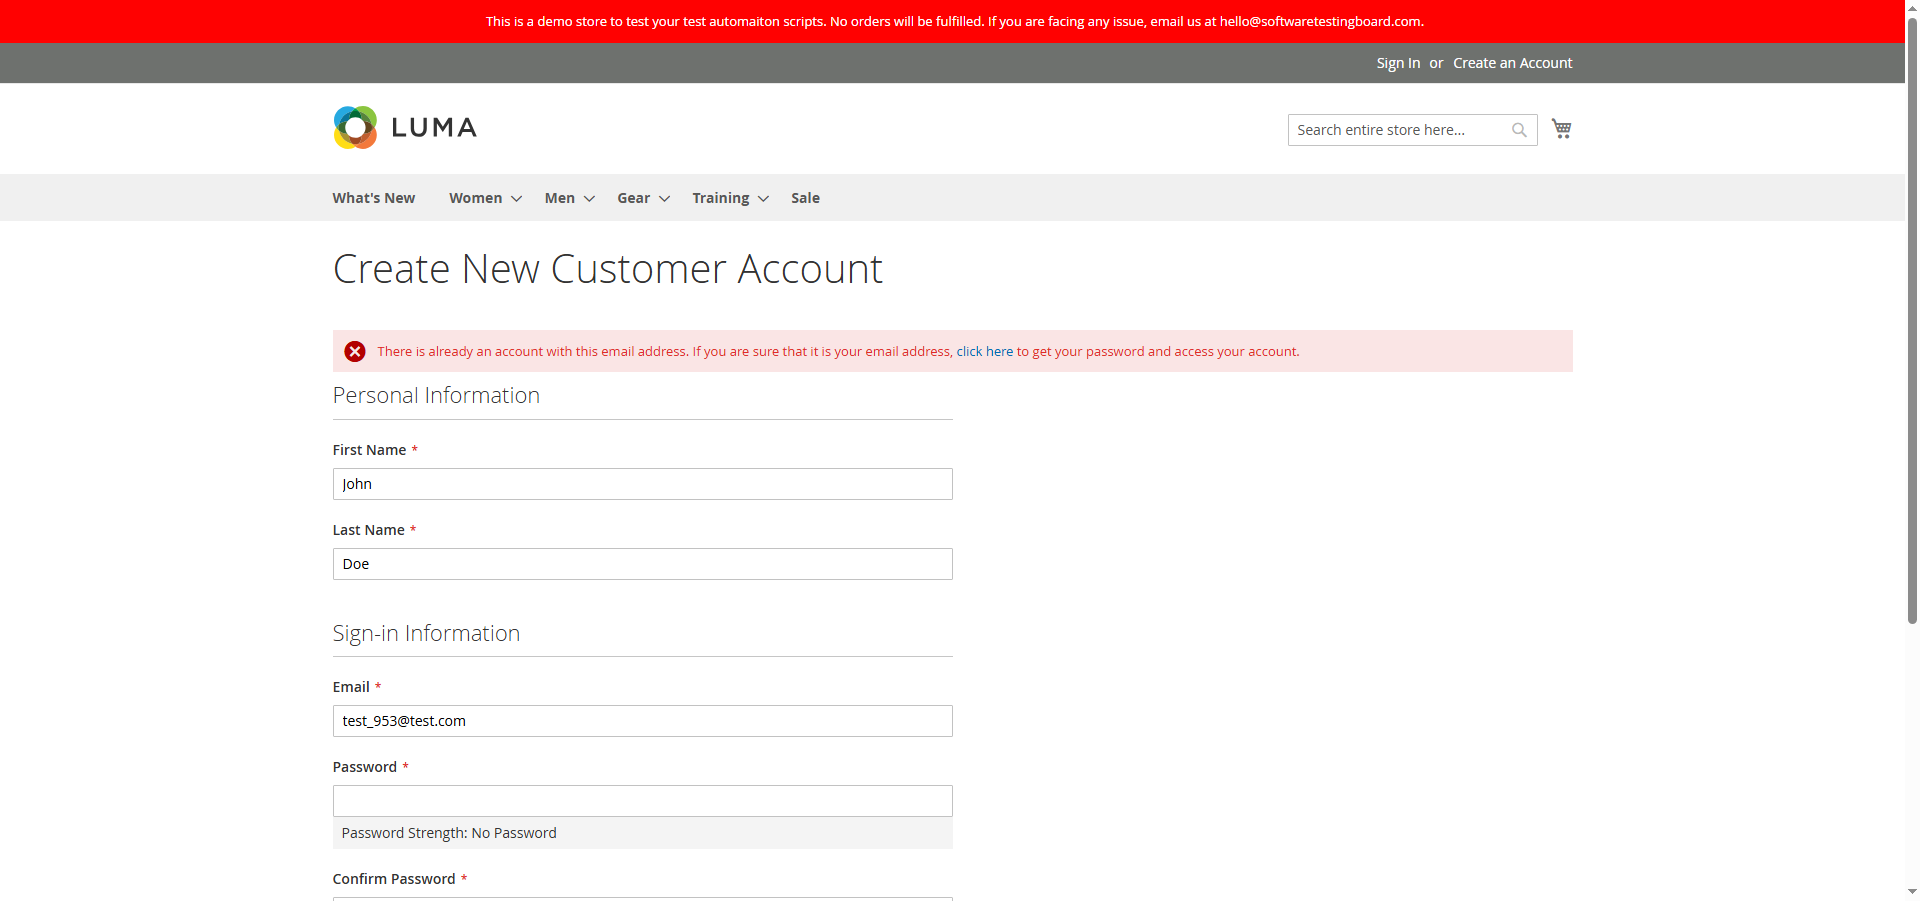 This is a demo store to test your test automaiton scripts. No orders will be fulfilled. If you are facing any issue, email us at hello@softwaretestingboard.com.
Sign In or Create an Account
LUMA
Search entire store here...
What's New Women Men Gear Training Sale
Create New Customer Account
There is already an account with this email address. If you are sure that it is your email address, click here to get your password and access your account.
Personal Information
First Name *
John
Last Name *
Doe
Sign-in Information
Email *
test_953@test.com
Password *
Password Strength: No Password
Confirm Password *